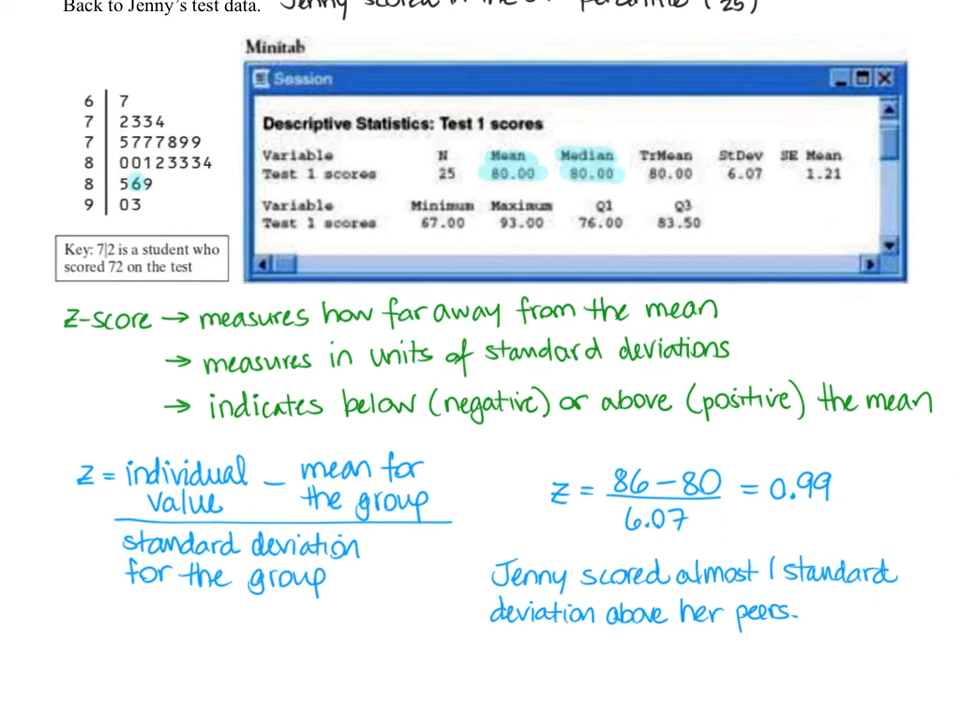 Back to Jenny's test data. Jenny scored in the percentile (25)
Minitab
Session
6 | 7
7 | 2334
7 | 5777899
8 | 00123334
8 | 569
9 | 03
Key: 7|2 is a student who
scored 72 on the test
Descriptive Statistics: Test 1 scores
Variable N Mean Median TrMean StDev SE Mean
Test 1 scores 25 80.00 80.00 80.00 6.07 1.21
Variable Minimum Maximum Q1 Q3
Test 1 scores 67.00 93.00 76.00 83.50
z-score → measures how far away from the mean
→ measures in units of standard deviations
→ indicates below (negative) or above (positive) the mean
z = individual value – mean for the group
standard deviation
for the group
z = 86 – 80 = 0.99
6.07
Jenny scored almost 1 standard
deviation above her peers.